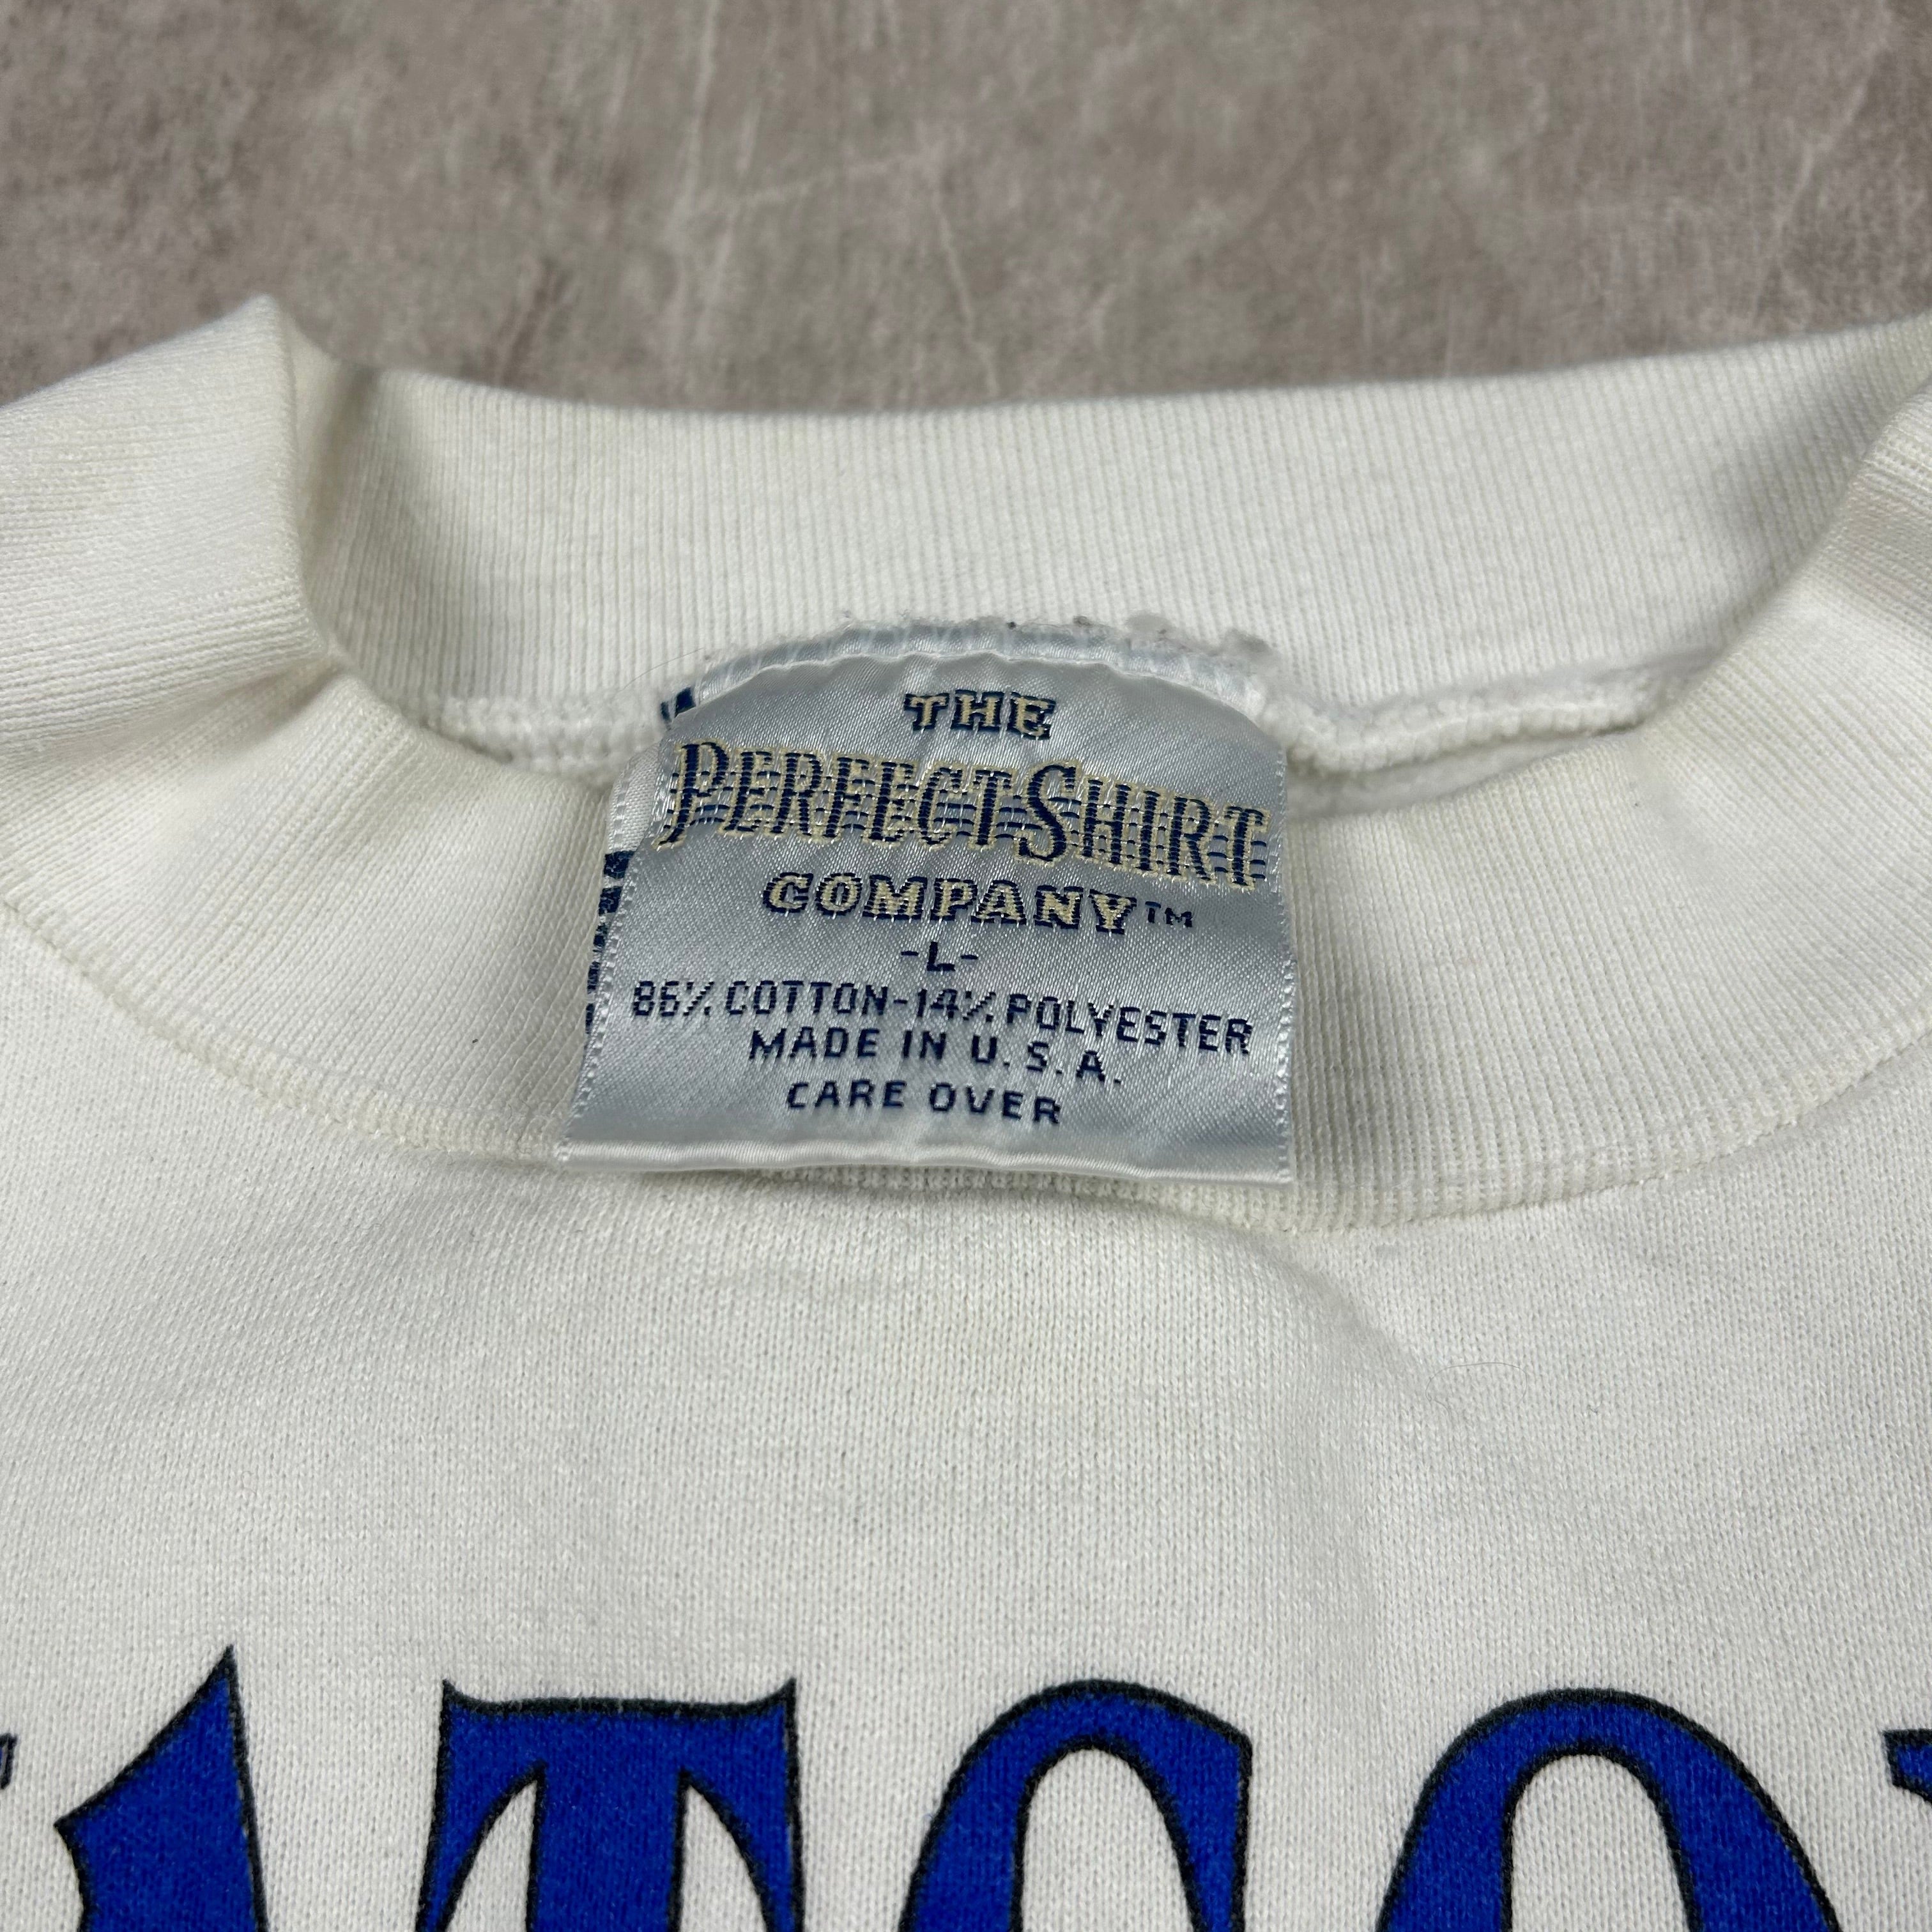 THE
PERFECT SHIRT
COMPANY™
-L-
86% COTTON-14% POLYESTER
MADE IN U.S.A.
CARE OVER